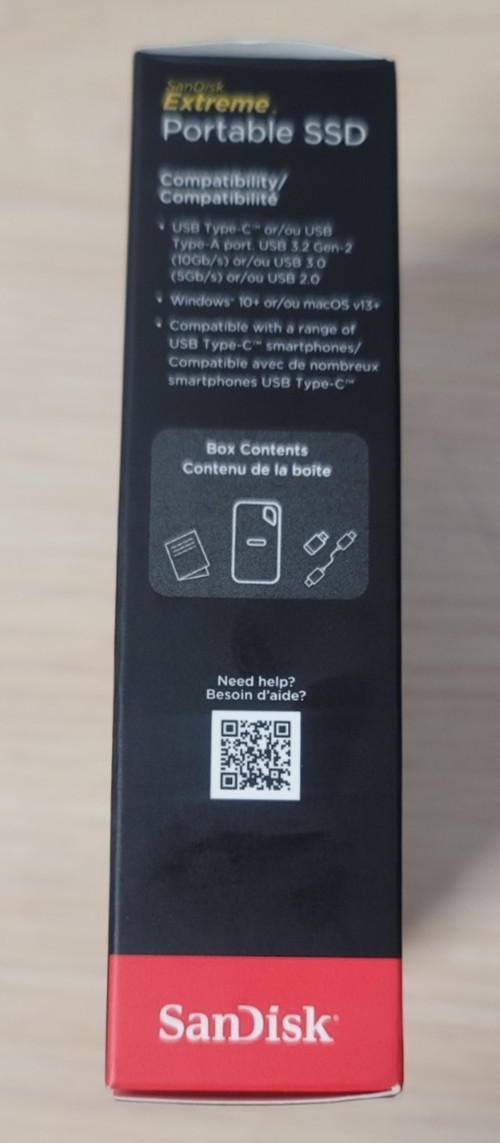 SanDisk
Extreme
Portable SSD
Compatibility/
Compatibilité
• USB Type-C™ or/ou USB
Type-A port. USB 3.2 Gen-2
(10Gb/s) or/ou USB 3.0
(5Gb/s) or/ou USB 2.0
• Windows® 10+ or/ou macOS v13+
• Compatible with a range of
USB Type-C™ smartphones/
Compatible avec de nombreux
smartphones USB Type-C™
Box Contents
Contenu de la boîte
Need help?
Besoin d'aide?
SanDisk®